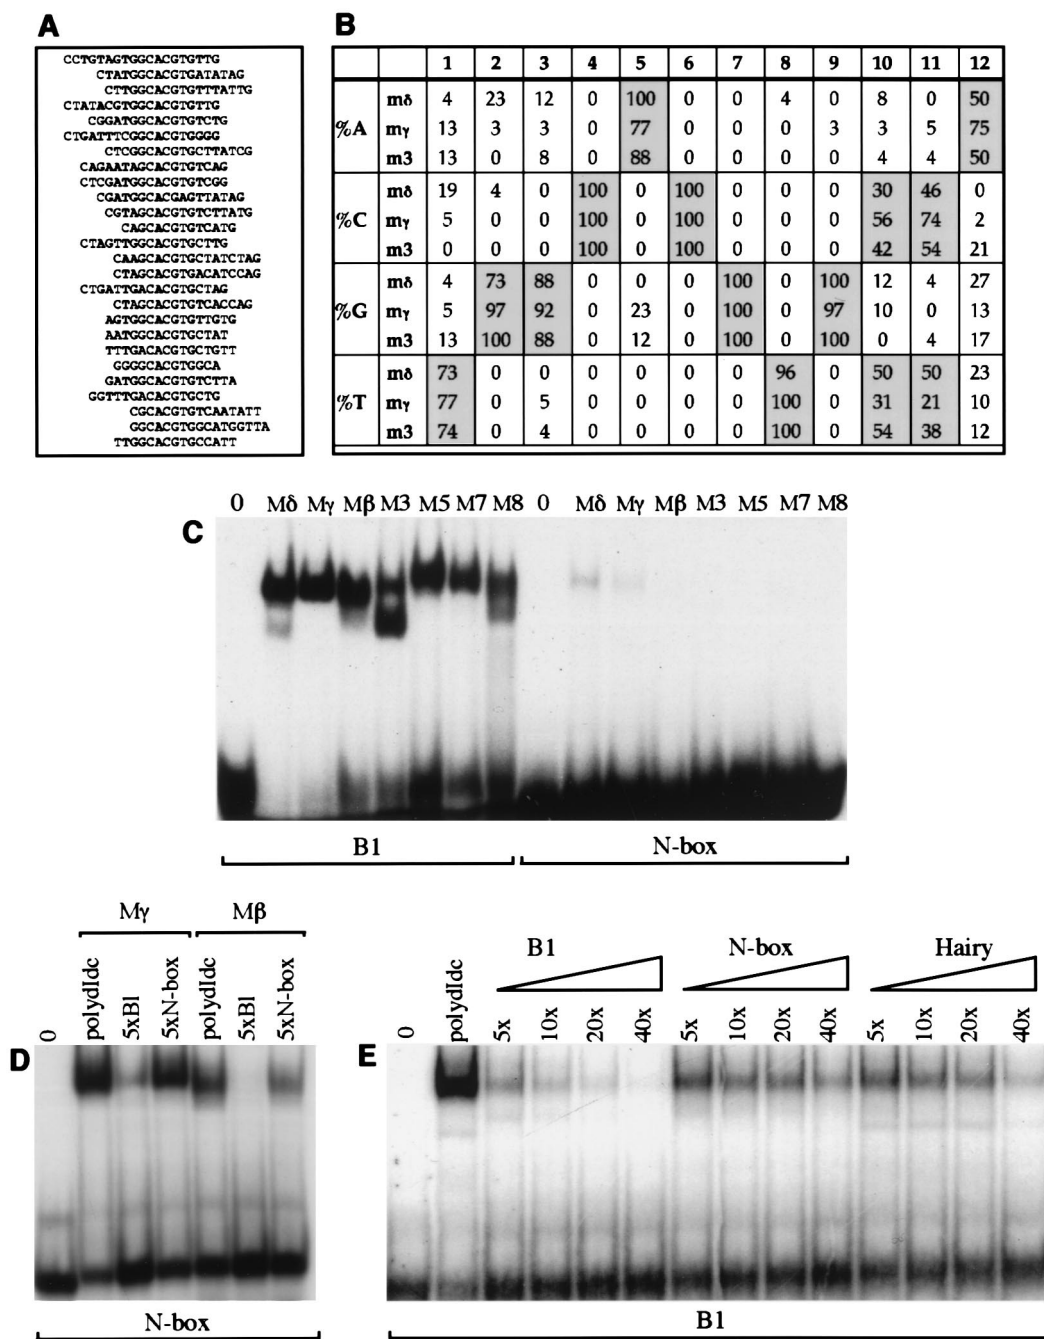 A
CCTGTAGTGGCACGTGTTG
CTATGGCACGTGATATAG
CTTGGCACGTGTTTATTG
CTATACGTGGCACGTGTTG
CGGATGGCACGTGTCTG
CTGATTTCGGCACGTGGGG
CTCGGCACGTGCTTATCG
CAGAATAGCACGTGTCAG
CTCGATGGCACGTGTCGG
CGATGGCACGAGTTATAG
CGTAGCACGTGTCTTATG
CAGCACGTGTCATG
CTAGTTGGCACGTGCTTG
CAAGCACGTGCTATCTAG
CTAGCACGTGACATCCAG
CTGATTGACACGTGCTAG
CTAGCACGTGTCACCAG
AGTGGCACGTGTTGTG
AATGGCACGTGCTAT
TTTGACACGTGCTGTT
GGGGCACGTGGCA
GATGGCACGTGTCTTA
GGTTTGACACGTGCTG
CGCACGTGTCAATATT
GGCACGTGGCATGGTTA
TTGGCACGTGCCATT
B
1 2 3 4 5 6 7 8 9 10 11 12
%A mδ 4 23 12 0 100 0 0 4 0 8 0 50
mγ 13 3 3 0 77 0 0 0 3 3 5 75
m3 13 0 8 0 88 0 0 0 0 4 4 50
%C mδ 19 4 0 100 0 100 0 0 0 30 46 0
mγ 5 0 0 100 0 100 0 0 0 56 74 2
m3 0 0 0 100 0 100 0 0 0 42 54 21
%G mδ 4 73 88 0 0 0 100 0 100 12 4 27
mγ 5 97 92 0 23 0 100 0 97 10 0 13
m3 13 100 88 0 12 0 100 0 100 0 4 17
%T mδ 73 0 0 0 0 0 0 96 0 50 50 23
mγ 77 0 5 0 0 0 0 100 0 31 21 10
m3 74 0 4 0 0 0 0 100 0 54 38 12
C
0 Mδ Mγ Mβ M3 M5 M7 M8 0 Mδ Mγ Mβ M3 M5 M7 M8
B1 N-box
D
Mγ Mβ
0 polydIdc 5xBl 5xN-box polydIdc 5xBl 5xN-box
N-box
E
B1 N-box Hairy
0 polydIdc 5x 10x 20x 40x 5x 10x 20x 40x 5x 10x 20x 40x
B1